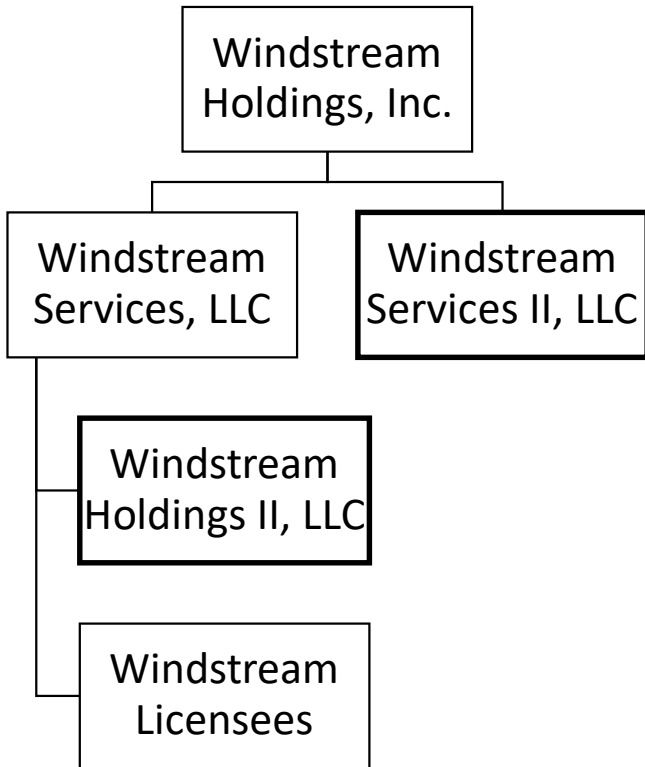 Windstream
Holdings, Inc.
Windstream
Services, LLC
Windstream
Services II, LLC
Windstream
Holdings II, LLC
Windstream
Licensees